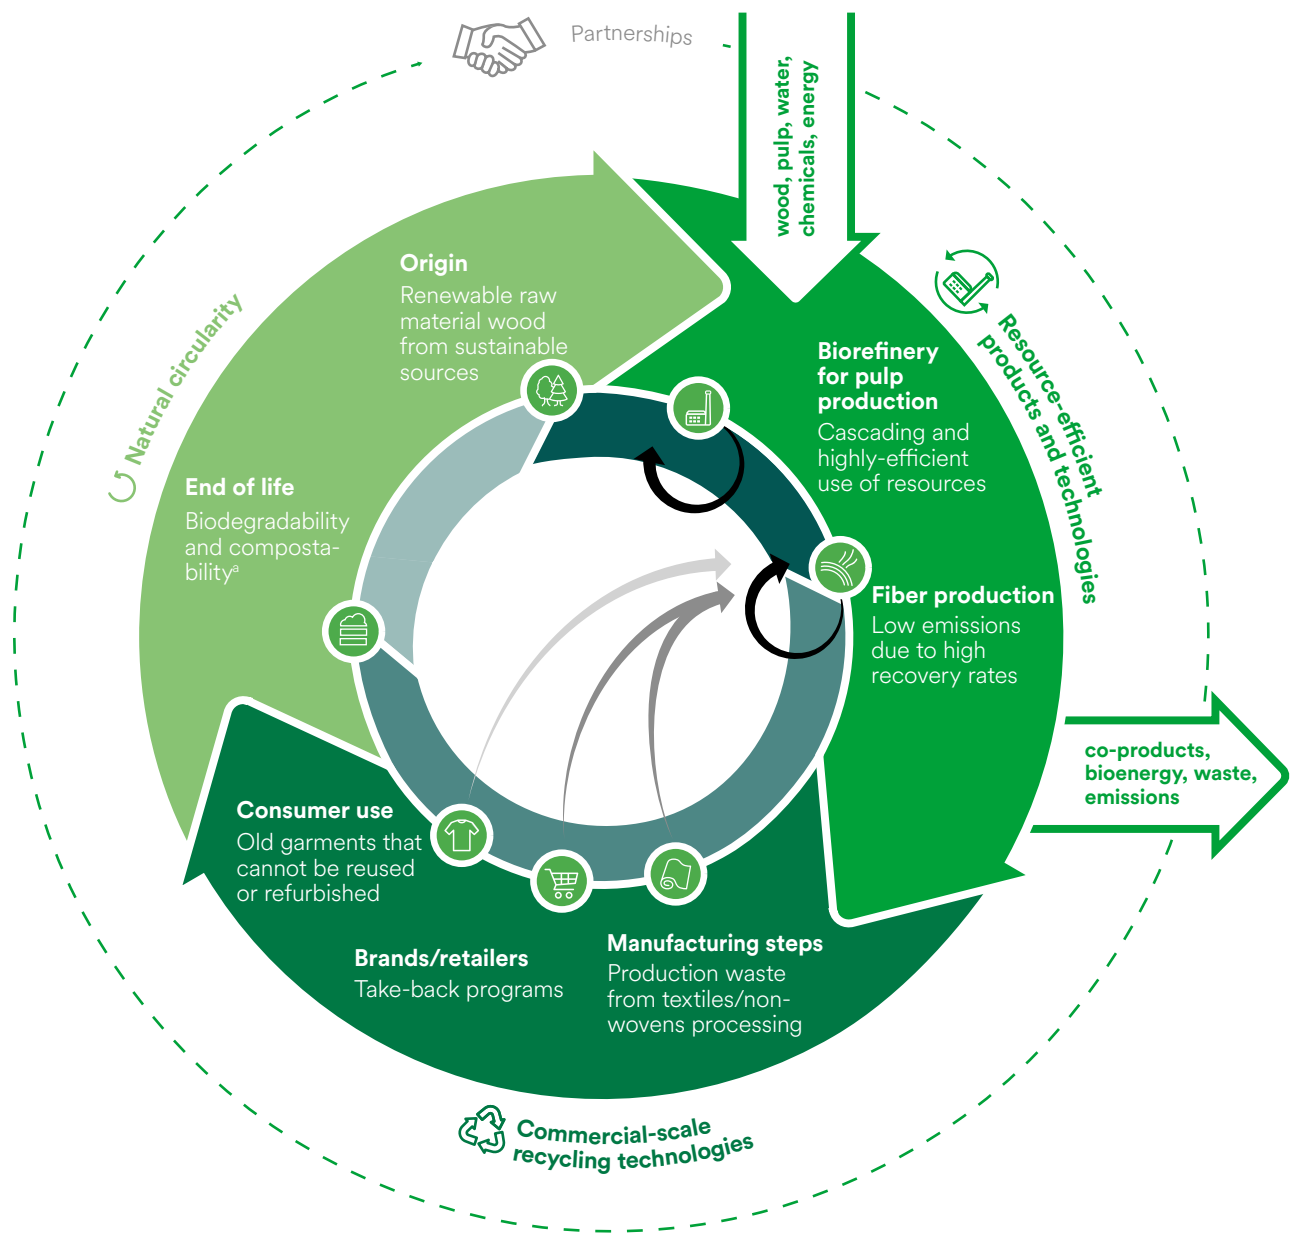 Partnerships
wood, pulp, water,
chemicals, energy
Origin
Renewable raw
material wood
from sustainable
sources
Natural circularity
Biorefinery
for pulp
production
Cascading and
highly-efficient
use of resources
Resource-efficient
products and technologies
End of life
Biodegradability
and composta-
bilityᵃ
Fiber production
Low emissions
due to high
recovery rates
co-products,
bioenergy, waste,
emissions
Consumer use
Old garments that
cannot be reused
or refurbished
Brands/retailers
Take-back programs
Manufacturing steps
Production waste
from textiles/non-
wovens processing
Commercial-scale
recycling technologies